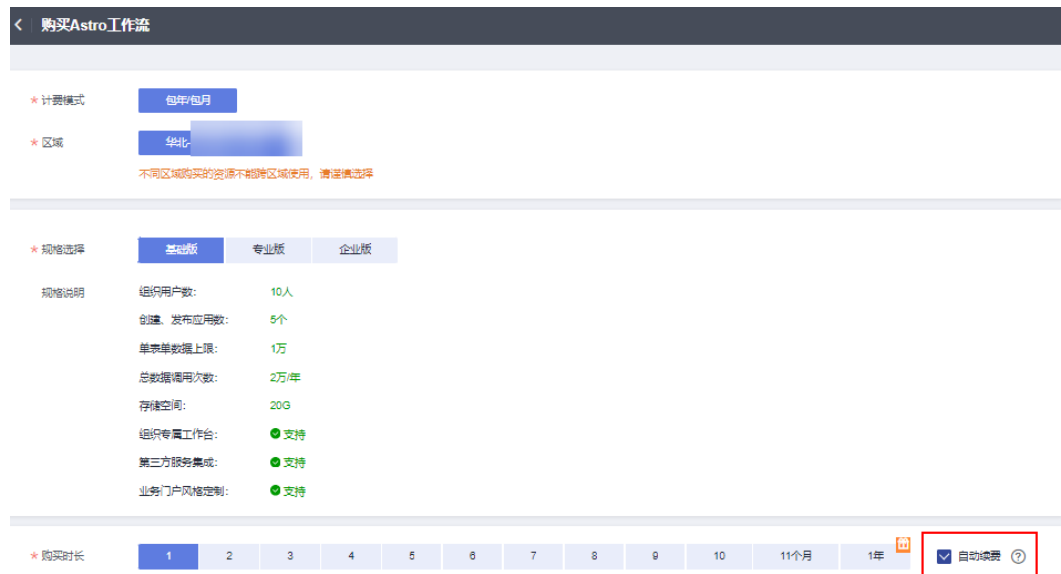 购买Astro工作流
* 计费模式 包年/包月
* 区域 华北-
不同区域购买的资源不能跨区域使用，请谨慎选择
* 规格选择 基础版 专业版 企业版
规格说明 组织用户数: 10人
创建、发布应用数: 5个
单表单数据上限: 1万
总数据调用次数: 2万/年
存储空间: 20G
组织专属工作台: 支持
第三方服务集成: 支持
业务门户风格定制: 支持
* 购买时长 1 2 3 4 5 6 7 8 9 10 11个月 1年 自动续费 ?